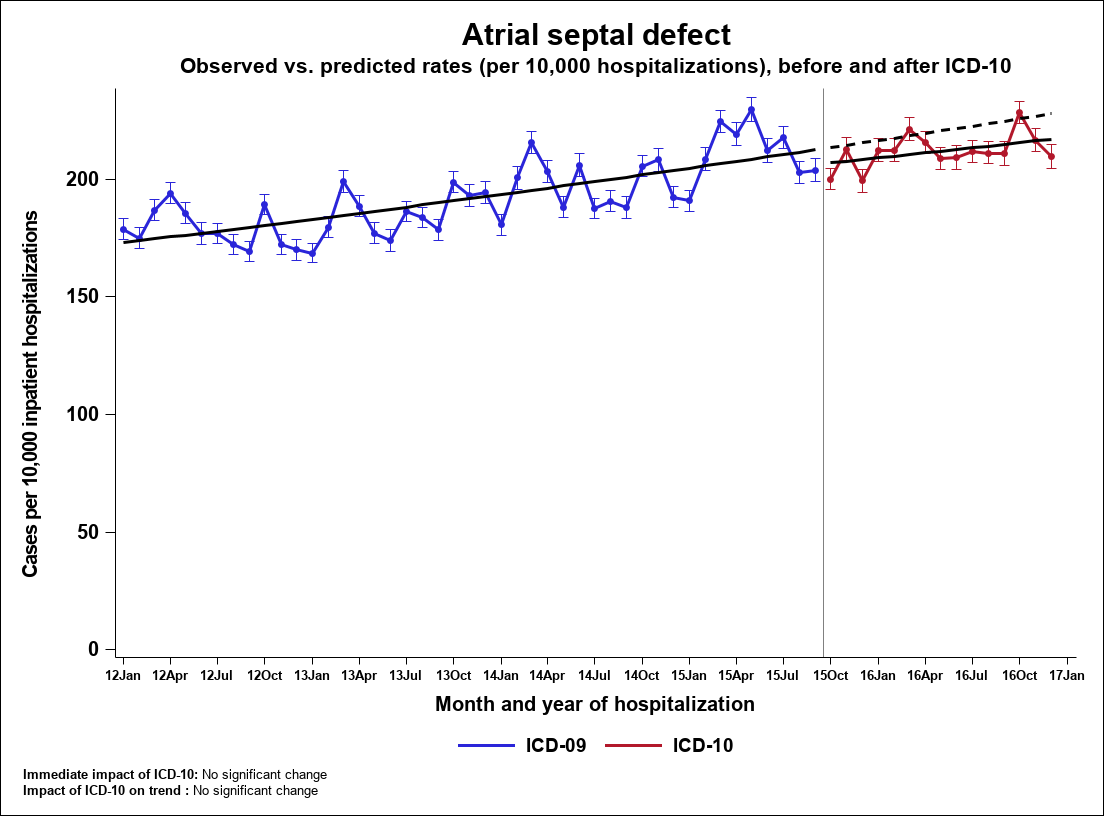 Atrial septal defect
Observed vs. predicted rates (per 10,000 hospitalizations), before and after ICD-10
Cases per 10,000 inpatient hospitalizations
200
150
100
50
0
12Jan 12Apr 12Jul 12Oct 13Jan 13Apr 13Jul 13Oct 14Jan 14Apr 14Jul 14Oct 15Jan 15Apr 15Jul 15Oct 16Jan 16Apr 16Jul 16Oct 17Jan
Month and year of hospitalization
ICD-09 ICD-10
Immediate impact of ICD-10: No significant change
Impact of ICD-10 on trend : No significant change